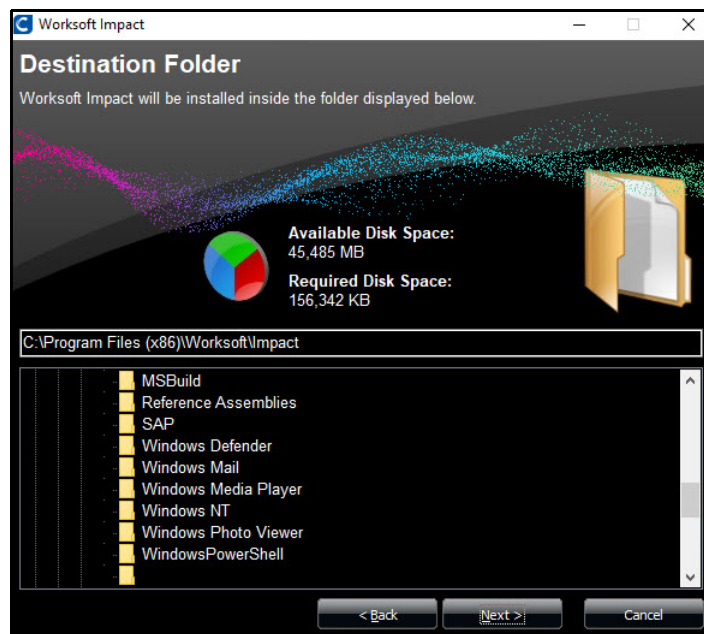 Worksoft Impact
Destination Folder
Worksoft Impact will be installed inside the folder displayed below.
Available Disk Space:
45,485 MB
Required Disk Space:
156,342 KB
C:\Program Files (x86)\Worksoft\Impact
MSBuild
Reference Assemblies
SAP
Windows Defender
Windows Mail
Windows Media Player
Windows NT
Windows Photo Viewer
WindowsPowerShell
< Back
Next >
Cancel